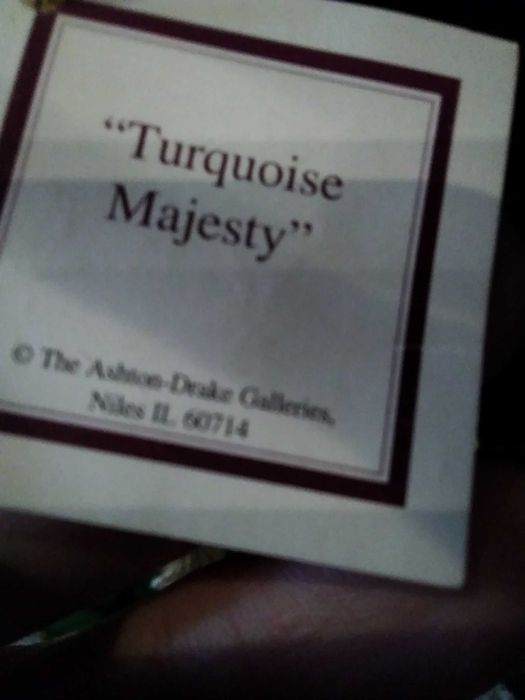 “Turquoise
Majesty”
© The Ashton-Drake Galleries,
Niles IL 60714